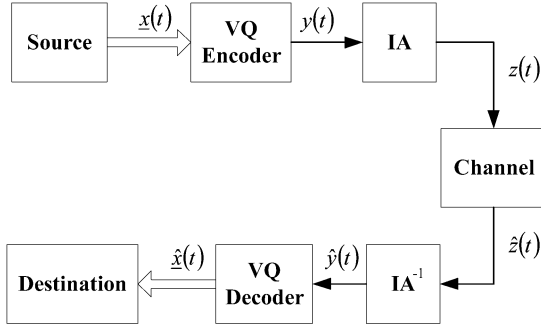 Source
x(t)
VQ
Encoder
y(t)
IA
z(t)
Channel
ẑ(t)
IA⁻¹
ŷ(t)
VQ
Decoder
x̂(t)
Destination